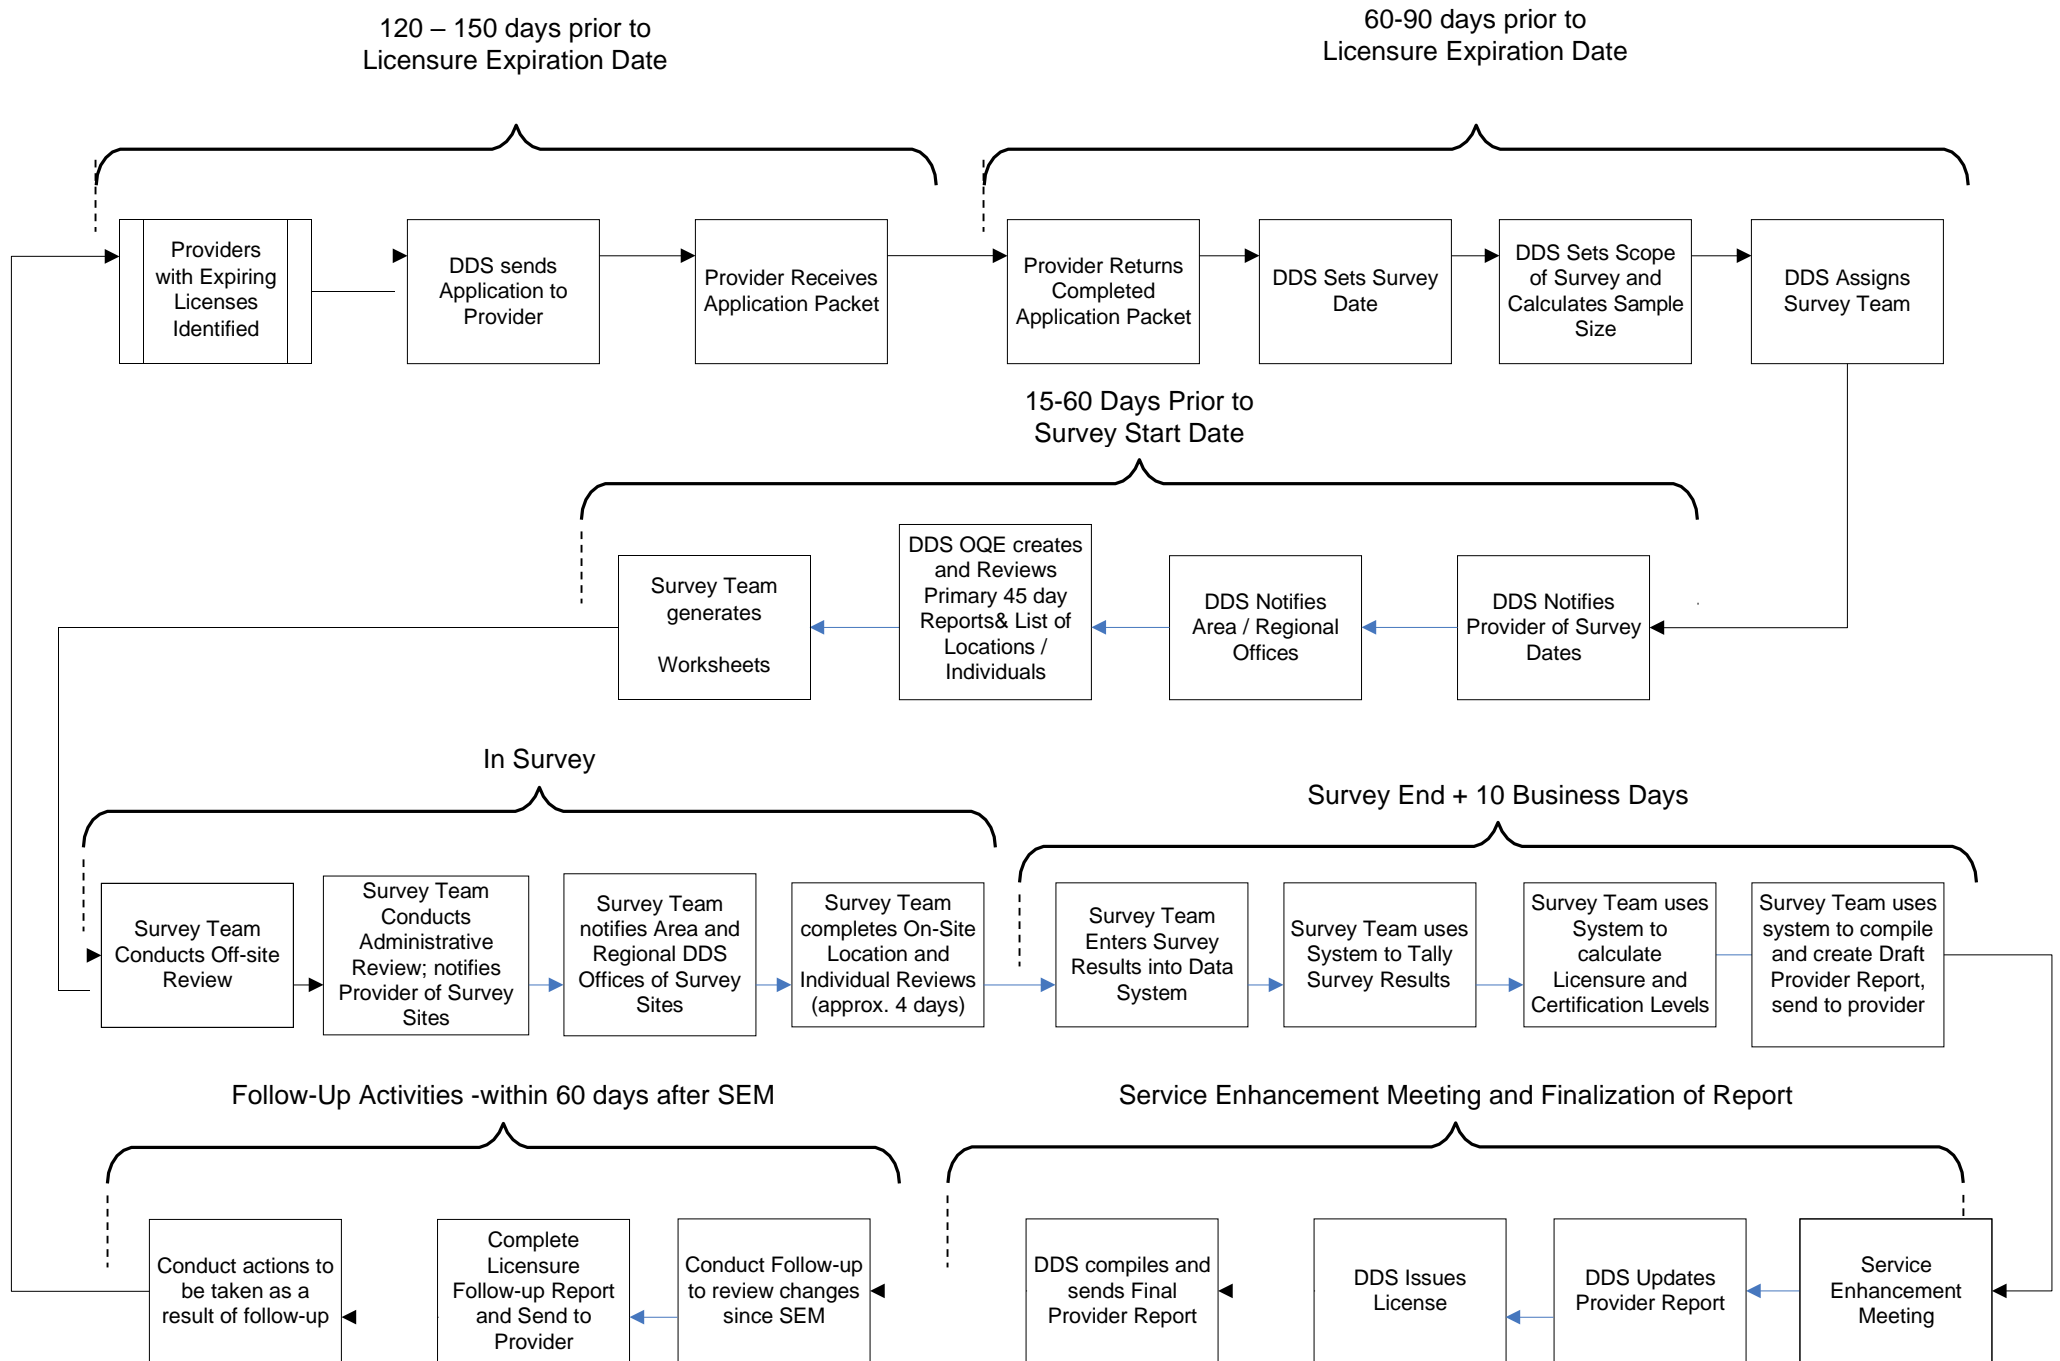 120 – 150 days prior to
Licensure Expiration Date
60-90 days prior to
Licensure Expiration Date
Providers
with Expiring
Licenses
Identified
DDS sends
Application to
Provider
Provider Receives
Application Packet
Provider Returns
Completed
Application Packet
DDS Sets Survey
Date
DDS Sets Scope
of Survey and
Calculates Sample
Size
DDS Assigns
Survey Team
15-60 Days Prior to
Survey Start Date
Survey Team
generates
Worksheets
DDS OQE creates
and Reviews
Primary 45 day
Reports& List of
Locations /
Individuals
DDS Notifies
Area / Regional
Offices
DDS Notifies
Provider of Survey
Dates
In Survey
Survey End + 10 Business Days
Survey Team
Conducts Off-site
Review
Survey Team
Conducts
Administrative
Review; notifies
Provider of Survey
Sites
Survey Team
notifies Area and
Regional DDS
Offices of Survey
Sites
Survey Team
completes On-Site
Location and
Individual Reviews
(approx. 4 days)
Survey Team
Enters Survey
Results into Data
System
Survey Team uses
System to Tally
Survey Results
Survey Team uses
System to
calculate
Licensure and
Certification Levels
Survey Team uses
system to compile
and create Draft
Provider Report,
send to provider
Follow-Up Activities -within 60 days after SEM
Service Enhancement Meeting and Finalization of Report
Conduct actions to
be taken as a
result of follow-up
Complete
Licensure
Follow-up Report
and Send to
Provider
Conduct Follow-up
to review changes
since SEM
DDS compiles and
sends Final
Provider Report
DDS Issues
License
DDS Updates
Provider Report
Service
Enhancement
Meeting